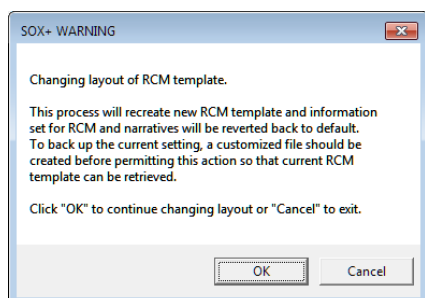 SOX+ WARNING
Changing layout of RCM template.
This process will recreate new RCM template and information
set for RCM and narratives will be reverted back to default.
To back up the current setting, a customized file should be
created before permitting this action so that current RCM
template can be retrieved.
Click "OK" to continue changing layout or "Cancel" to exit.
OK
Cancel